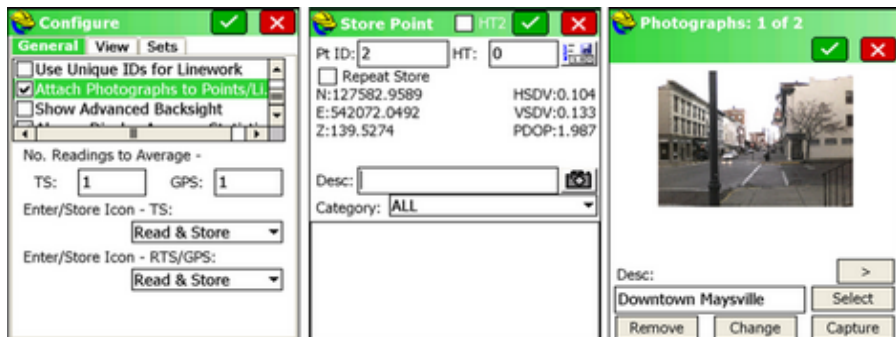 Configure
General View Sets
Use Unique IDs for Linework
Attach Photographs to Points/Li.
Show Advanced Backsight
No. Readings to Average -
TS: 1 GPS: 1
Enter/Store Icon - TS:
Read & Store
Enter/Store Icon - RTS/GPS:
Read & Store
Store Point HT2
Pt ID: 2 HT: 0
Repeat Store
N:127582.9589 HSDV:0.104
E:542072.0492 VSDV:0.133
Z:139.5274 PDOP:1.987
Desc:
Category: ALL
Photographs: 1 of 2
Desc: >
Downtown Maysville Select
Remove Change Capture